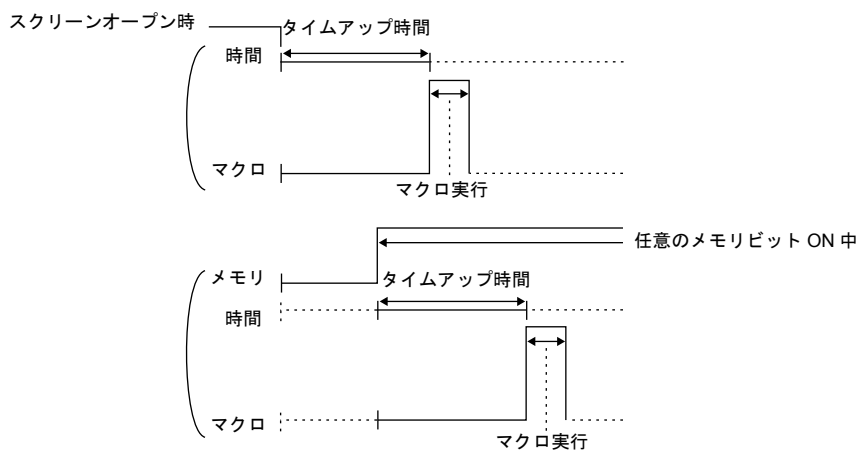 スクリーンオープン時
タイムアップ時間
時間
マクロ
マクロ実行
任意のメモリビット ON 中
メモリ
タイムアップ時間
時間
マクロ
マクロ実行